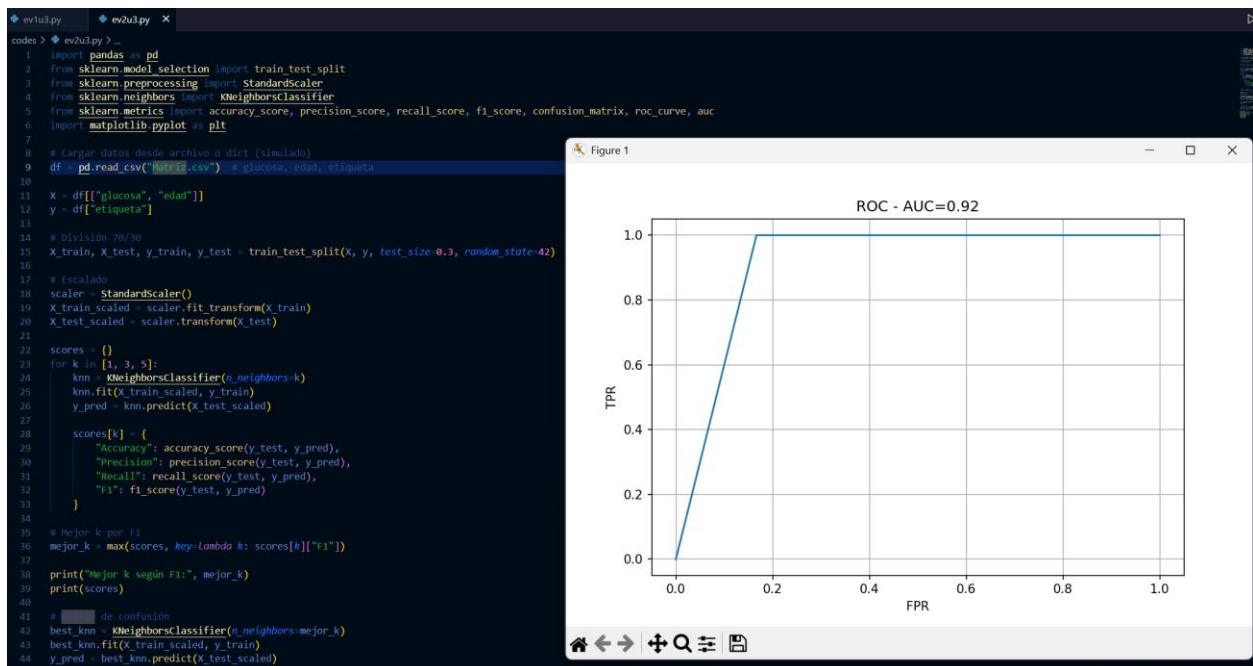 ev1u3.py
ev2u3.py ×
codes > ev2u3.py > ...
1 import pandas as pd
2 from sklearn.model_selection import train_test_split
3 from sklearn.preprocessing import StandardScaler
4 from sklearn.neighbors import KNeighborsClassifier
5 from sklearn.metrics import accuracy_score, precision_score, recall_score, f1_score, confusion_matrix, roc_curve, auc
6 import matplotlib.pyplot as plt
7
8 # Cargar datos desde archivo o dict (simulado)
9 df = pd.read_csv("Matriz.csv") # glucosa, edad, etiqueta
10
11 X = df[["glucosa", "edad"]]
12 y = df["etiqueta"]
13
14 # División 70/30
15 X_train, X_test, y_train, y_test = train_test_split(X, y, test_size=0.3, random_state=42)
16
17 # Escalado
18 scaler = StandardScaler()
19 X_train_scaled = scaler.fit_transform(X_train)
20 X_test_scaled = scaler.transform(X_test)
21
22 scores = {}
23 for k in [1, 3, 5]:
24 knn = KNeighborsClassifier(n_neighbors=k)
25 knn.fit(X_train_scaled, y_train)
26 y_pred = knn.predict(X_test_scaled)
27
28 scores[k] = {
29 "Accuracy": accuracy_score(y_test, y_pred),
30 "Precision": precision_score(y_test, y_pred),
31 "Recall": recall_score(y_test, y_pred),
32 "F1": f1_score(y_test, y_pred)
33 }
34
35 # Mejor k por F1
36 mejor_k = max(scores, key=lambda k: scores[k]["F1"])
37
38 print("Mejor k según F1:", mejor_k)
39 print(scores)
40
41 # de confusión
42 best_knn = KNeighborsClassifier(n_neighbors=mejor_k)
43 best_knn.fit(X_train_scaled, y_train)
44 y_pred = best_knn.predict(X_test_scaled)
Figure 1
ROC - AUC=0.92
1.0
0.8
0.6
0.4
0.2
0.0
TPR
0.0 0.2 0.4 0.6 0.8 1.0
FPR